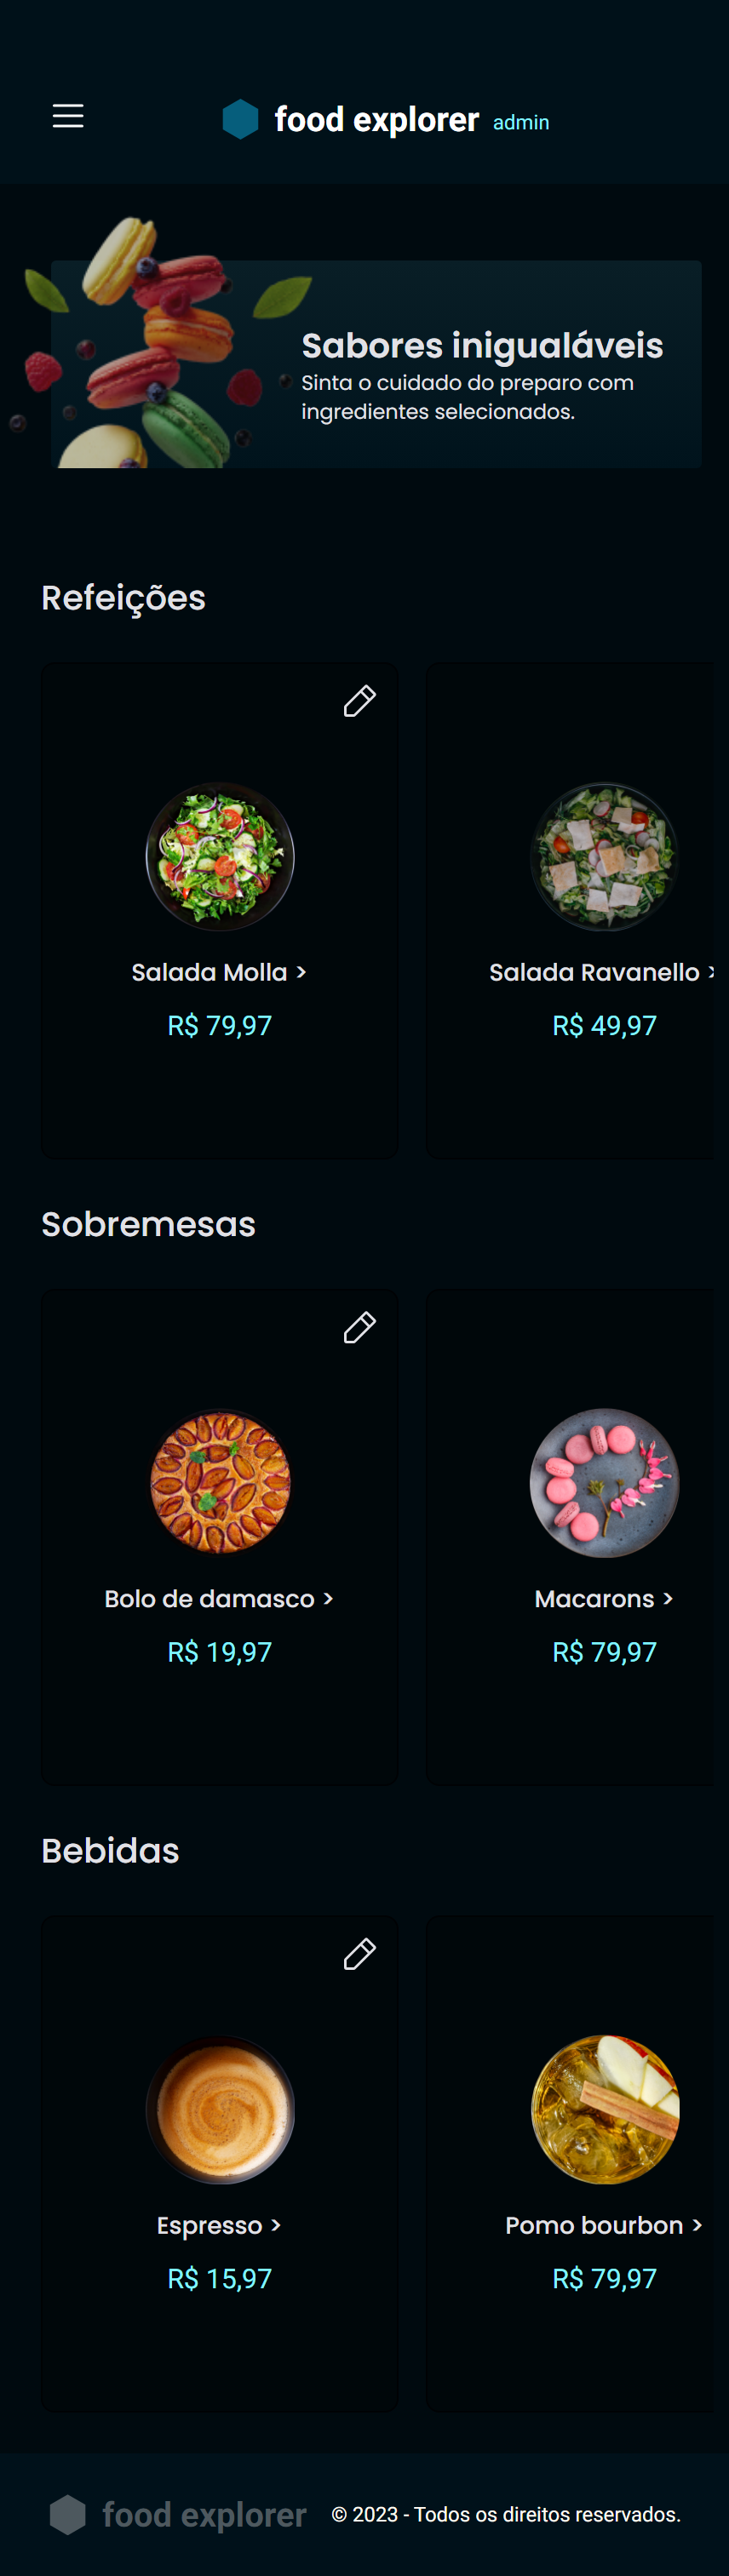 food explorer admin
Sabores inigualáveis
Sinta o cuidado do preparo com
ingredientes selecionados.
Refeições
Salada Molla >
R$ 79,97
Salada Ravanello >
R$ 49,97
Sobremesas
Bolo de damasco >
R$ 19,97
Macarons >
R$ 79,97
Bebidas
Espresso >
R$ 15,97
Pomo bourbon >
R$ 79,97
food explorer
© 2023 - Todos os direitos reservados.